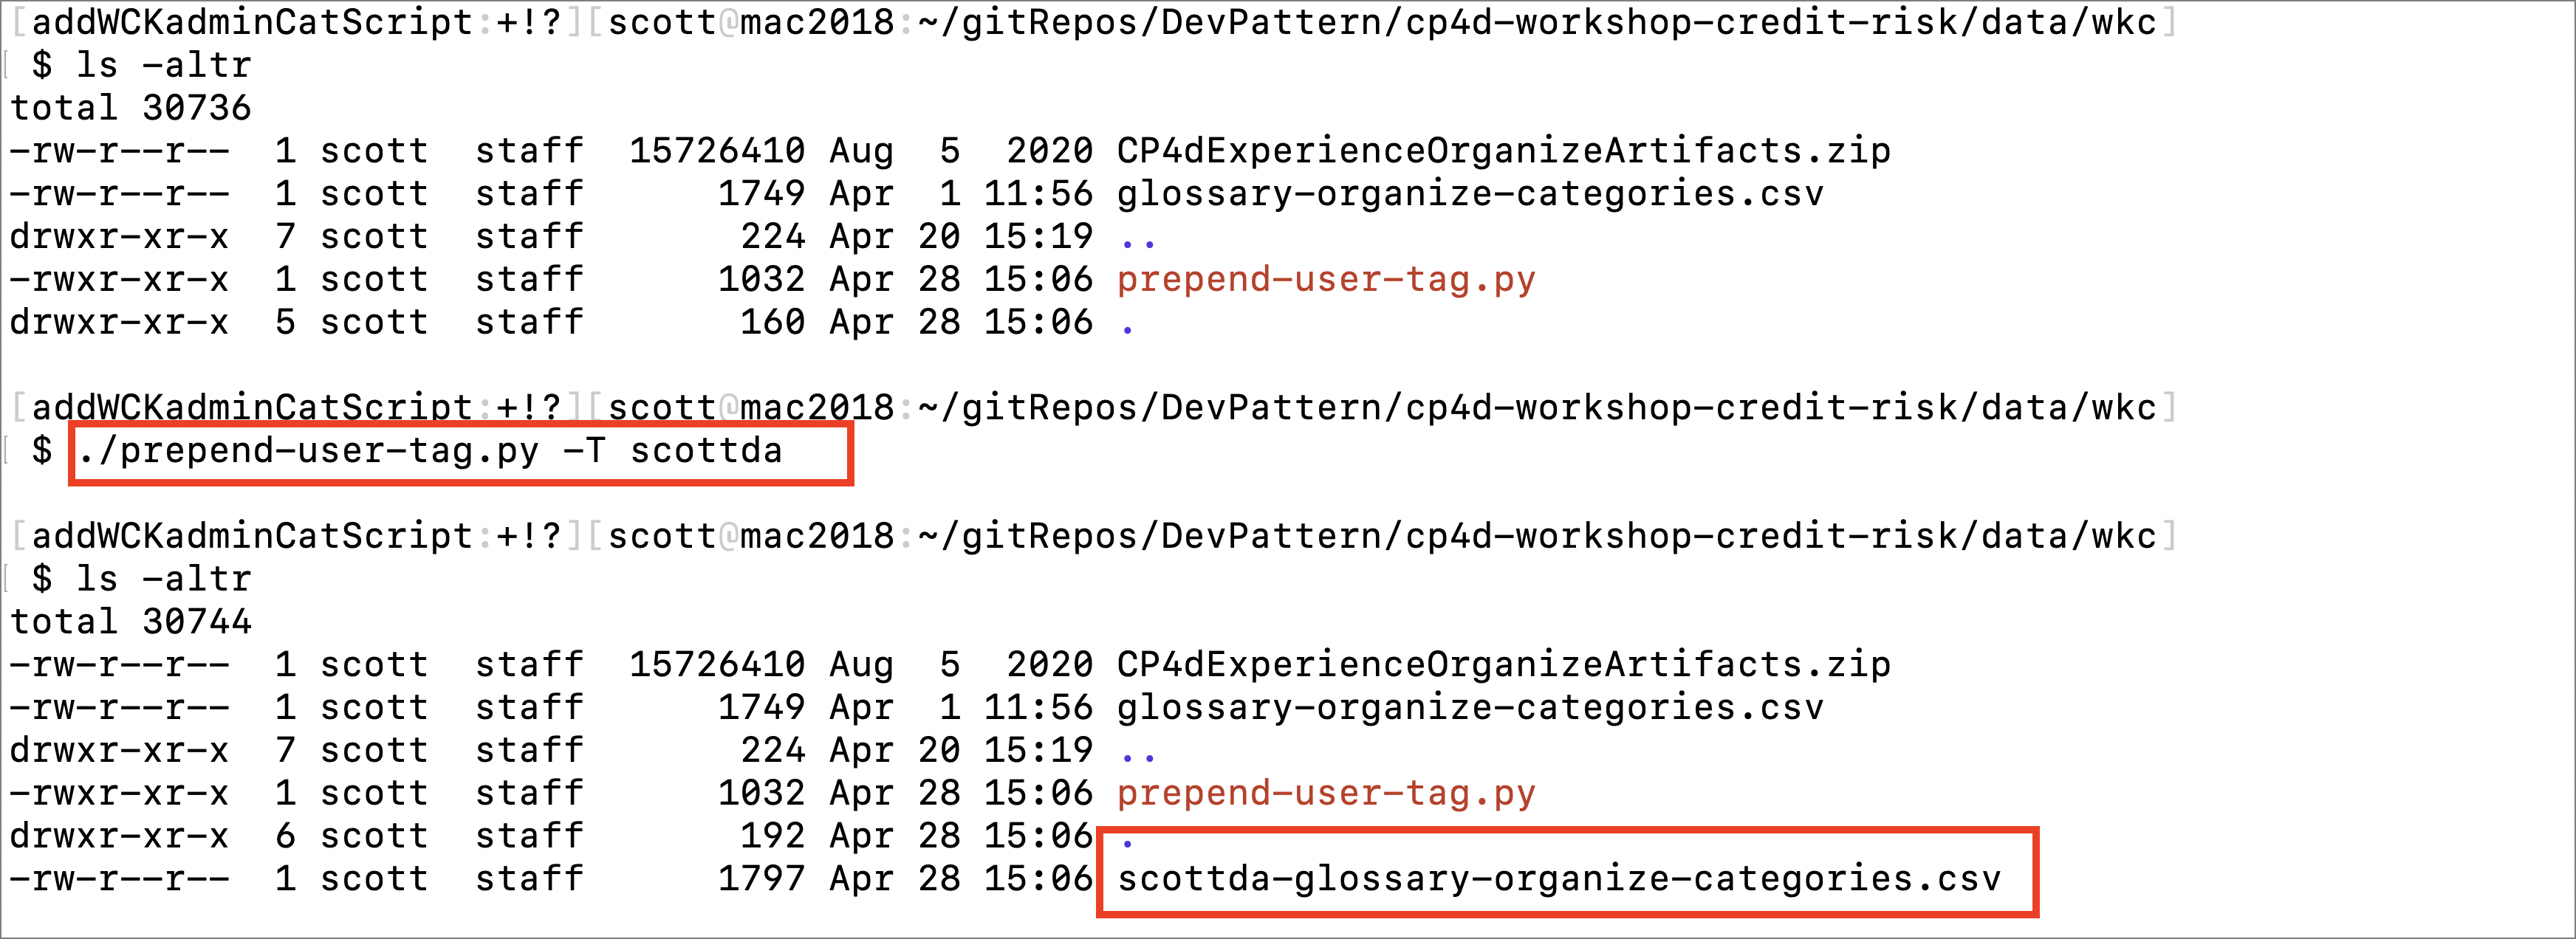 [addWCKadminCatScript:+!?][scott@mac2018:~/gitRepos/DevPattern/cp4d-workshop-credit-risk/data/wkc]
[ $ ls -altr
total 30736
-rw-r--r--  1 scott  staff  15726410 Aug  5  2020 CP4dExperienceOrganizeArtifacts.zip
-rw-r--r--  1 scott  staff      1749 Apr  1 11:56 glossary-organize-categories.csv
drwxr-xr-x  7 scott  staff       224 Apr 20 15:19 ..
-rwxr-xr-x  1 scott  staff      1032 Apr 28 15:06 prepend-user-tag.py
drwxr-xr-x  5 scott  staff       160 Apr 28 15:06 .
[addWCKadminCatScript:+!?][scott@mac2018:~/gitRepos/DevPattern/cp4d-workshop-credit-risk/data/wkc]
[ $ ./prepend-user-tag.py -T scottda
[addWCKadminCatScript:+!?][scott@mac2018:~/gitRepos/DevPattern/cp4d-workshop-credit-risk/data/wkc]
[ $ ls -altr
total 30744
-rw-r--r--  1 scott  staff  15726410 Aug  5  2020 CP4dExperienceOrganizeArtifacts.zip
-rw-r--r--  1 scott  staff      1749 Apr  1 11:56 glossary-organize-categories.csv
drwxr-xr-x  7 scott  staff       224 Apr 20 15:19 ..
-rwxr-xr-x  1 scott  staff      1032 Apr 28 15:06 prepend-user-tag.py
drwxr-xr-x  6 scott  staff       192 Apr 28 15:06 .
-rw-r--r--  1 scott  staff      1797 Apr 28 15:06 scottda-glossary-organize-categories.csv